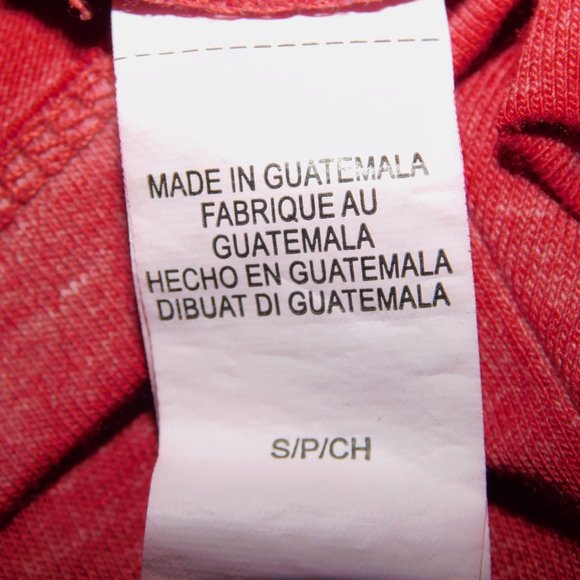 MADE IN GUATEMALA
FABRIQUE AU
GUATEMALA
HECHO EN GUATEMALA
DIBUAT DI GUATEMALA
S/P/CH